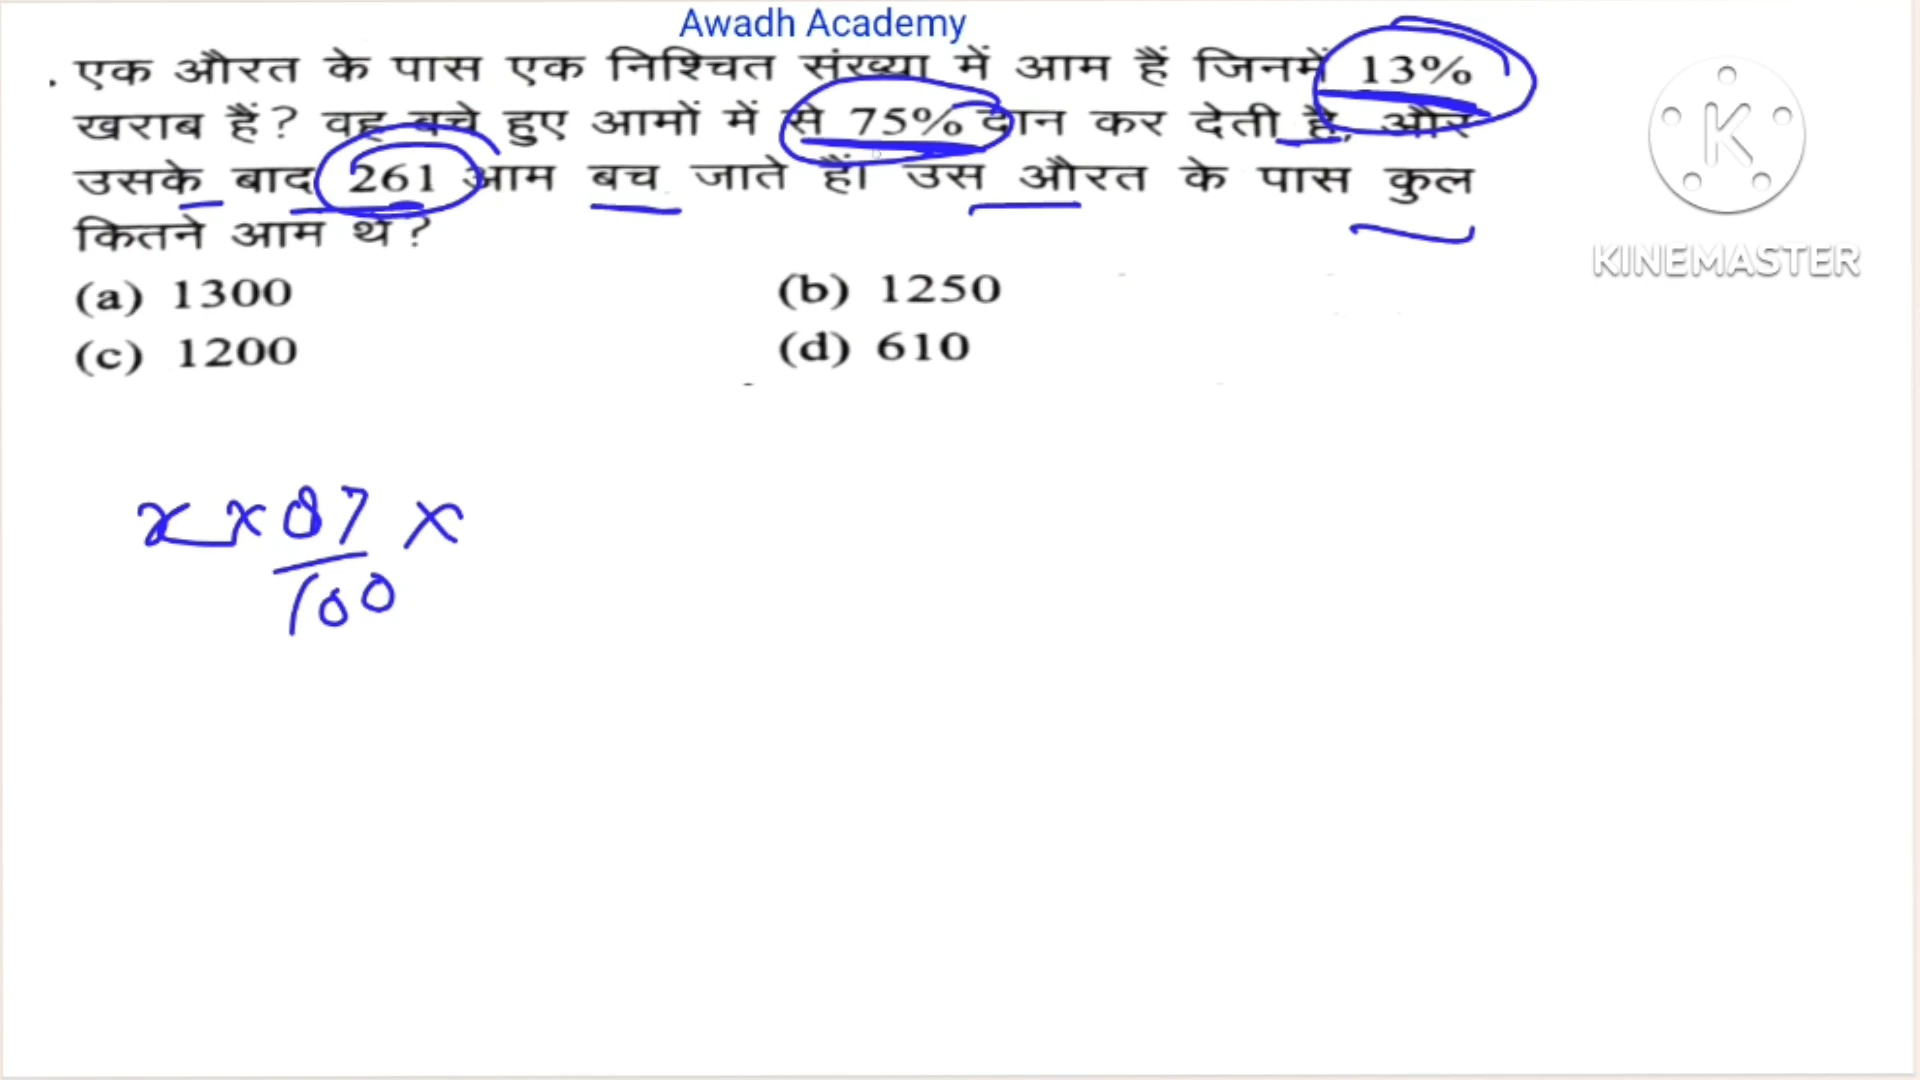 Awadh Academy
. एक औरत के पास एक निश्चित संख्या में आम हैं जिनमें 13%
खराब हैं? वह बचे हुए आमों में से 75% दान कर देती है, और
उसके बाद 261 आम बच जाते हैं। उस औरत के पास कुल
कितने आम थे?
(a) 1300 (b) 1250
(c) 1200 (d) 610
K
KINEMASTER
x × 87 ×
100